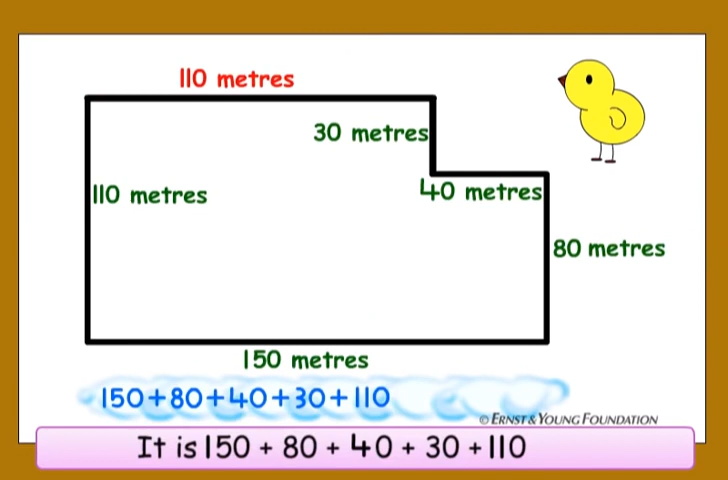 110 metres
30 metres
110 metres
40 metres
80 metres
150 metres
150+80+40+30+110
© ERNST & YOUNG FOUNDATION
It is 150 + 80 + 40 + 30 + 110